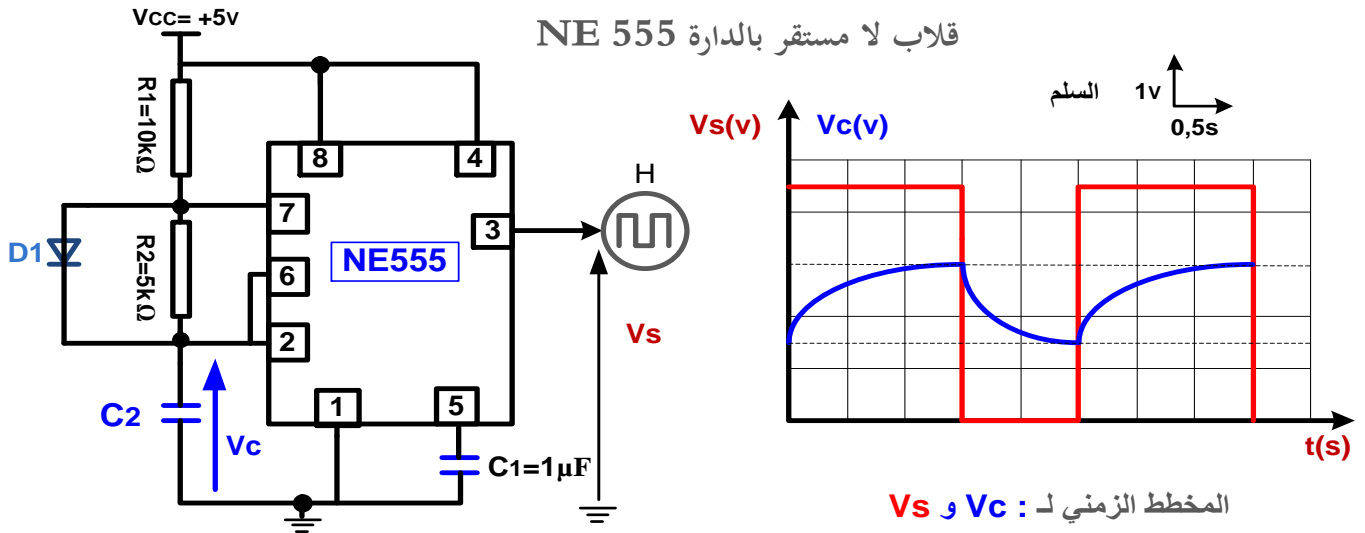 قلاب لا مستقر بالدارة NE 555
Vcc= +5v
R1=10kΩ
R2=5kΩ
D1
8
4
7
3
6
2
1
5
NE555
H
Vs
C2
Vc
C1=1µF
السلم
1v
0,5s
Vs(v)
Vc(v)
t(s)
المخطط الزمني لـ : Vc و Vs